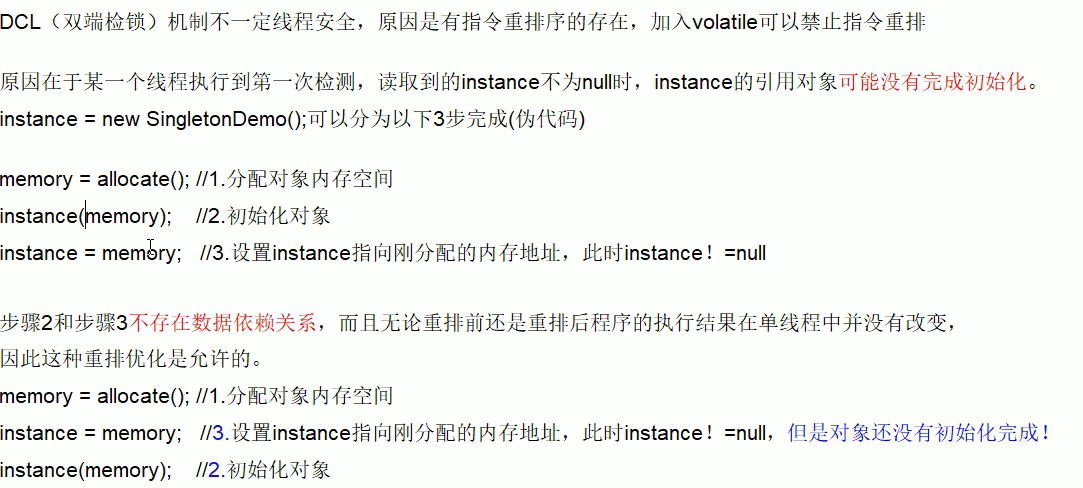 DCL（双端检锁）机制不一定线程安全，原因是有指令重排序的存在，加入volatile可以禁止指令重排
原因在于某一个线程执行到第一次检测，读取到的instance不为null时，instance的引用对象可能没有完成初始化。
instance = new SingletonDemo();可以分为以下3步完成(伪代码)
memory = allocate(); //1.分配对象内存空间
instance(memory); //2.初始化对象
instance = memory; //3.设置instance指向刚分配的内存地址，此时instance！=null
步骤2和步骤3不存在数据依赖关系，而且无论重排前还是重排后程序的执行结果在单线程中并没有改变，
因此这种重排优化是允许的。
memory = allocate(); //1.分配对象内存空间
instance = memory; //3.设置instance指向刚分配的内存地址，此时instance！=null，但是对象还没有初始化完成！
instance(memory); //2.初始化对象